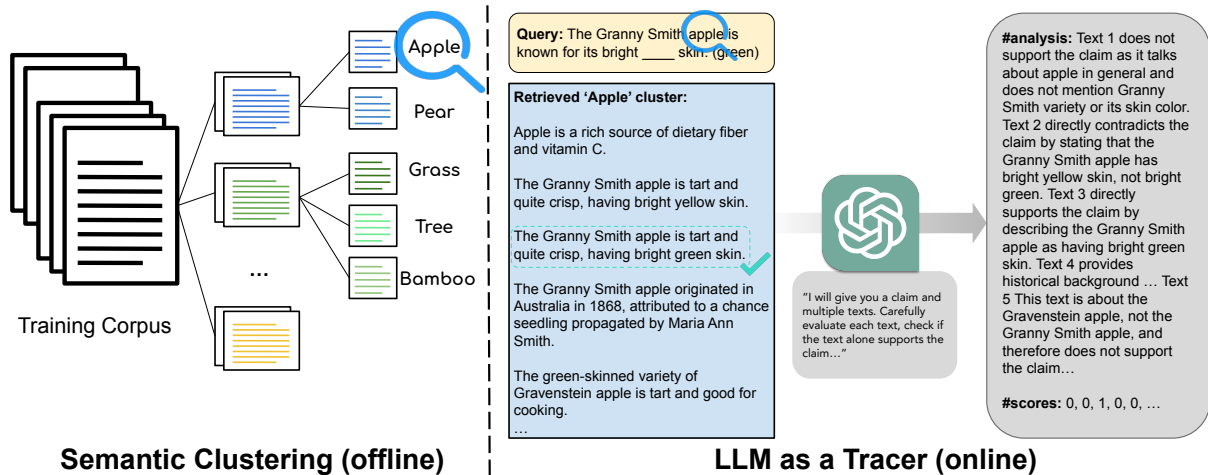 Training Corpus
...
Apple
Pear
Grass
Tree
Bamboo
Semantic Clustering (offline)
Query: The Granny Smith apple is
known for its bright ____ skin. (green)
Retrieved ‘Apple’ cluster:
Apple is a rich source of dietary fiber
and vitamin C.
The Granny Smith apple is tart and
quite crisp, having bright yellow skin.
The Granny Smith apple is tart and
quite crisp, having bright green skin.
The Granny Smith apple originated in
Australia in 1868, attributed to a chance
seedling propagated by Maria Ann
Smith.
The green-skinned variety of
Gravenstein apple is tart and good for
cooking.
...
“I will give you a claim and
multiple texts. Carefully
evaluate each text, check if
the text alone supports the
claim...”
#analysis: Text 1 does not
support the claim as it talks
about apple in general and
does not mention Granny
Smith variety or its skin color.
Text 2 directly contradicts the
claim by stating that the
Granny Smith apple has
bright yellow skin, not bright
green. Text 3 directly
supports the claim by
describing the Granny Smith
apple as having bright green
skin. Text 4 provides
historical background ... Text
5 This text is about the
Gravenstein apple, not the
Granny Smith apple, and
therefore does not support
the claim...
#scores: 0, 0, 1, 0, 0, ...
LLM as a Tracer (online)